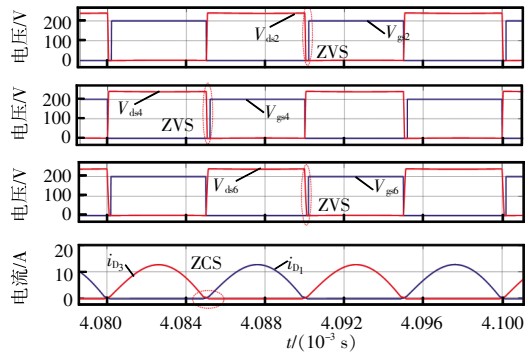 电压/V
200
100
0
V_ds2
V_gs2
ZVS
电压/V
200
100
0
V_ds4
ZVS
V_gs4
电压/V
200
100
0
V_ds6
V_gs6
ZVS
电流/A
20
10
0
i_D3
ZCS
i_D1
4.080 4.084 4.088 4.092 4.096 4.100
t/(10⁻³ s)